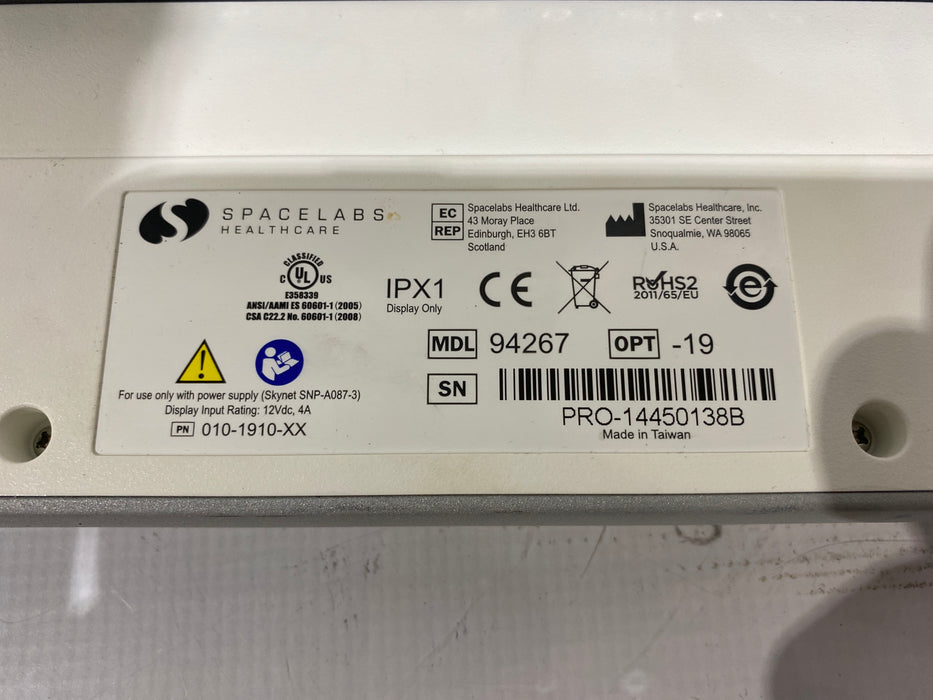 SPACELABS
HEALTHCARE
EC REP
Spacelabs Healthcare Ltd.
43 Moray Place
Edinburgh, EH3 6BT
Scotland
Spacelabs Healthcare, Inc.
35301 SE Center Street
Snoqualmie, WA 98065
U.S.A.
CLASSIFIED
C UL US
E358339
ANSI/AAMI ES 60601-1 (2005)
CSA C22.2 No. 60601-1 (2008)
IPX1
Display Only
CE
RoHS2
2011/65/EU
e
MDL 94267 OPT -19
SN
PRO-14450138B
Made in Taiwan
For use only with power supply (Skynet SNP-A087-3)
Display Input Rating: 12Vdc, 4A
PN 010-1910-XX